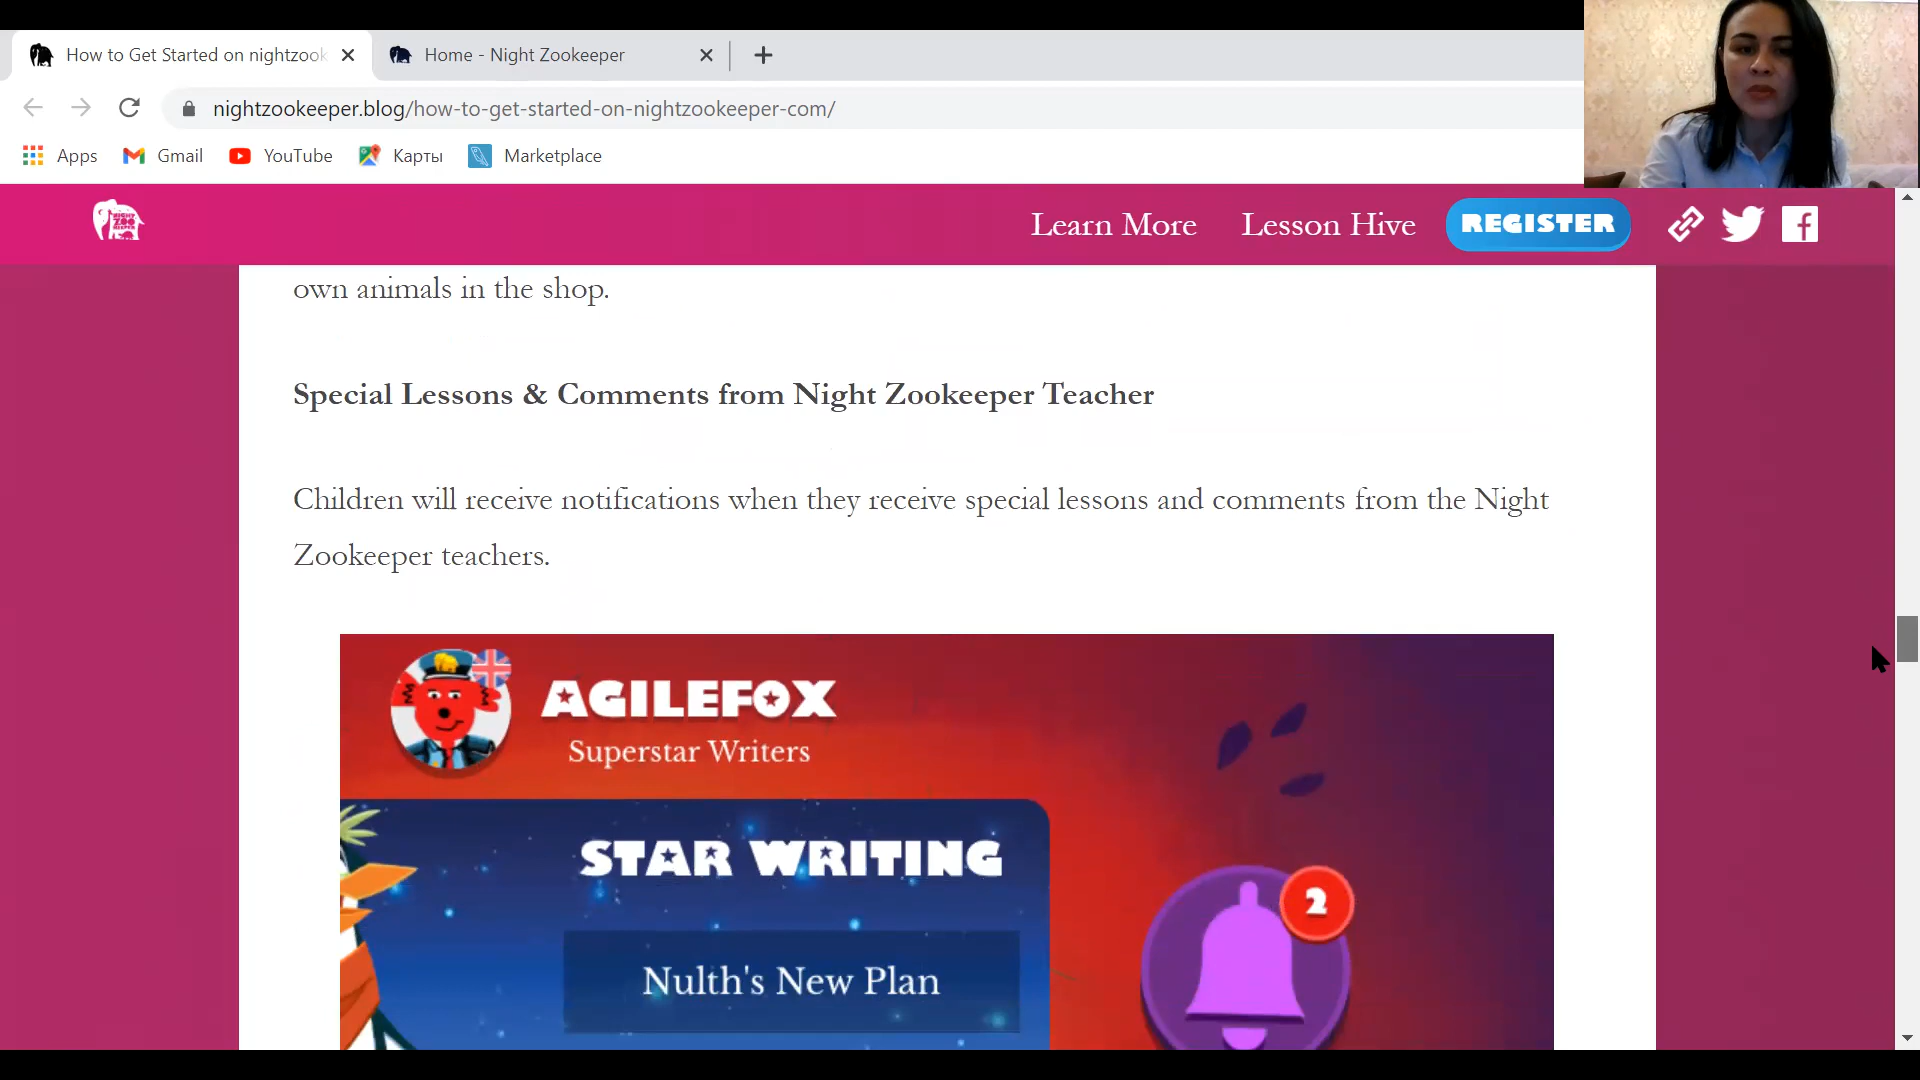 How to Get Started on nightzook
Home - Night Zookeeper
nightzookeeper.blog/how-to-get-started-on-nightzookeeper-com/
Apps Gmail YouTube Карты Marketplace
NIGHT ZOO KEEPER
Learn More Lesson Hive REGISTER
own animals in the shop.
Special Lessons & Comments from Night Zookeeper Teacher
Children will receive notifications when they receive special lessons and comments from the Night
Zookeeper teachers.
AGILEFOX
Superstar Writers
STAR WRITING
2
Nulth's New Plan